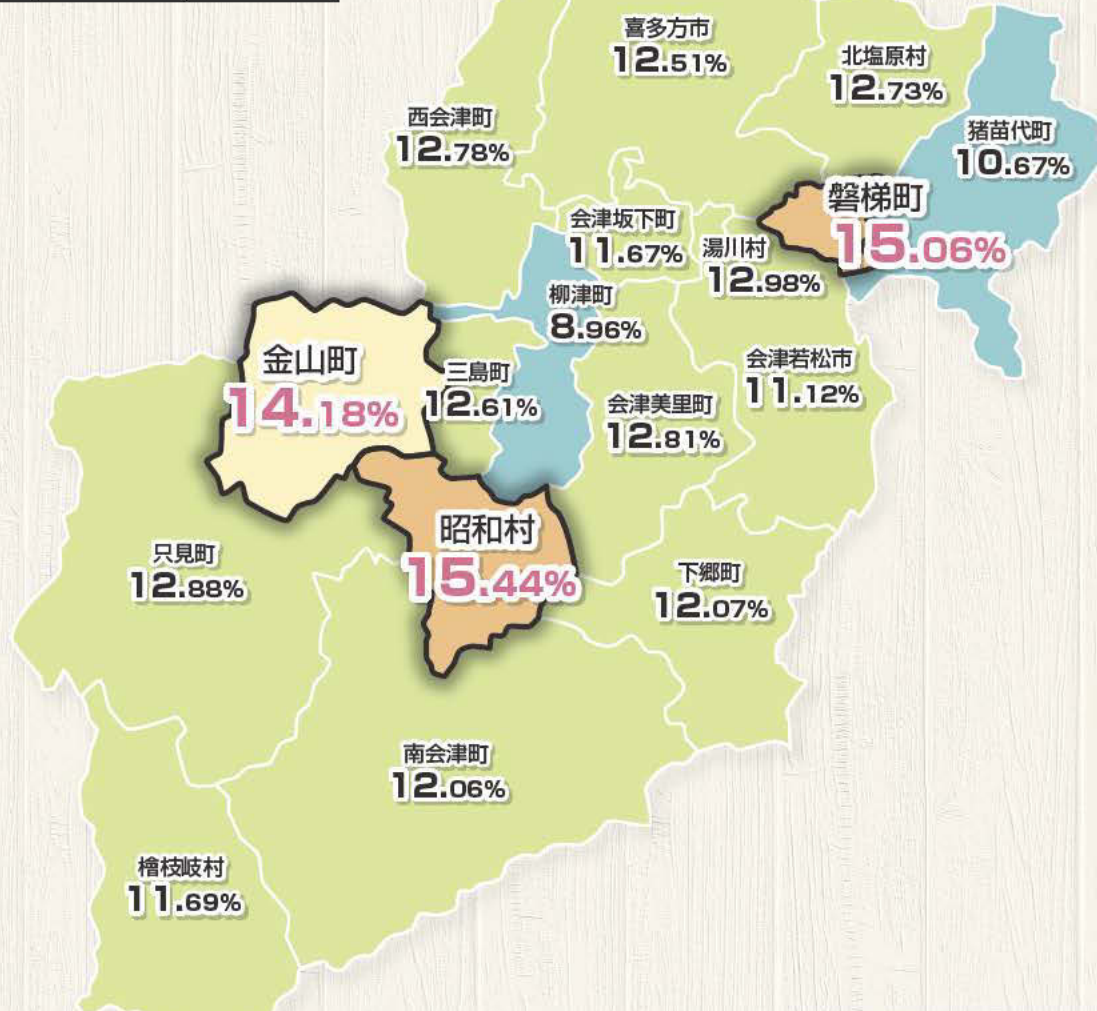 喜多方市
12.51%
北塩原村
12.73%
西会津町
12.78%
猪苗代町
10.67%
磐梯町
15.06%
会津坂下町
11.67%
湯川村
12.98%
柳津町
8.96%
金山町
14.18%
三島町
12.61%
会津若松市
11.12%
会津美里町
12.81%
昭和村
15.44%
只見町
12.88%
下郷町
12.07%
南会津町
12.06%
檜枝岐村
11.69%